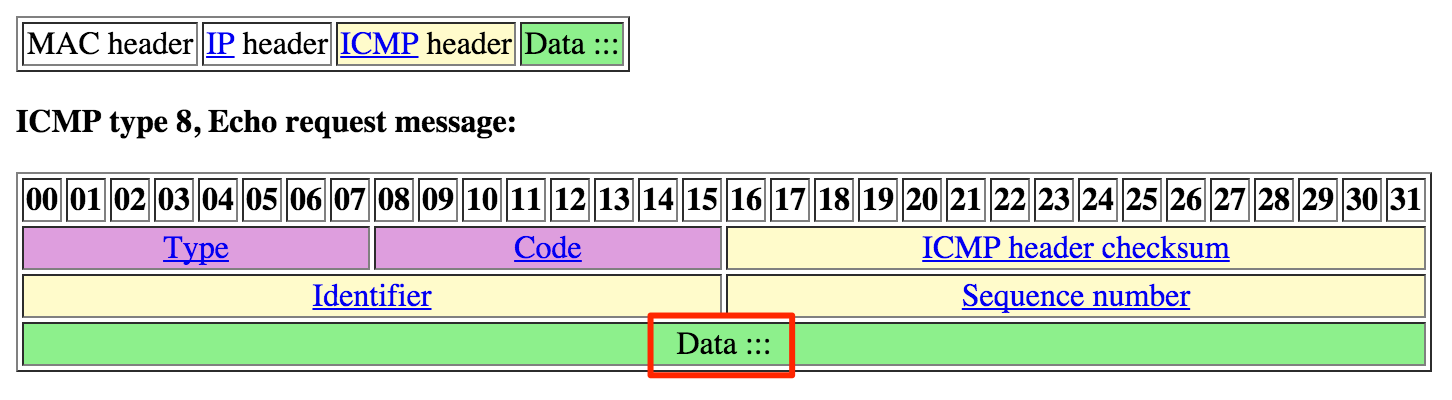 MAC header IP header ICMP header Data :::
ICMP type 8, Echo request message:
00 01 02 03 04 05 06 07 08 09 10 11 12 13 14 15 16 17 18 19 20 21 22 23 24 25 26 27 28 29 30 31
Type Code ICMP header checksum
Identifier Sequence number
Data :::